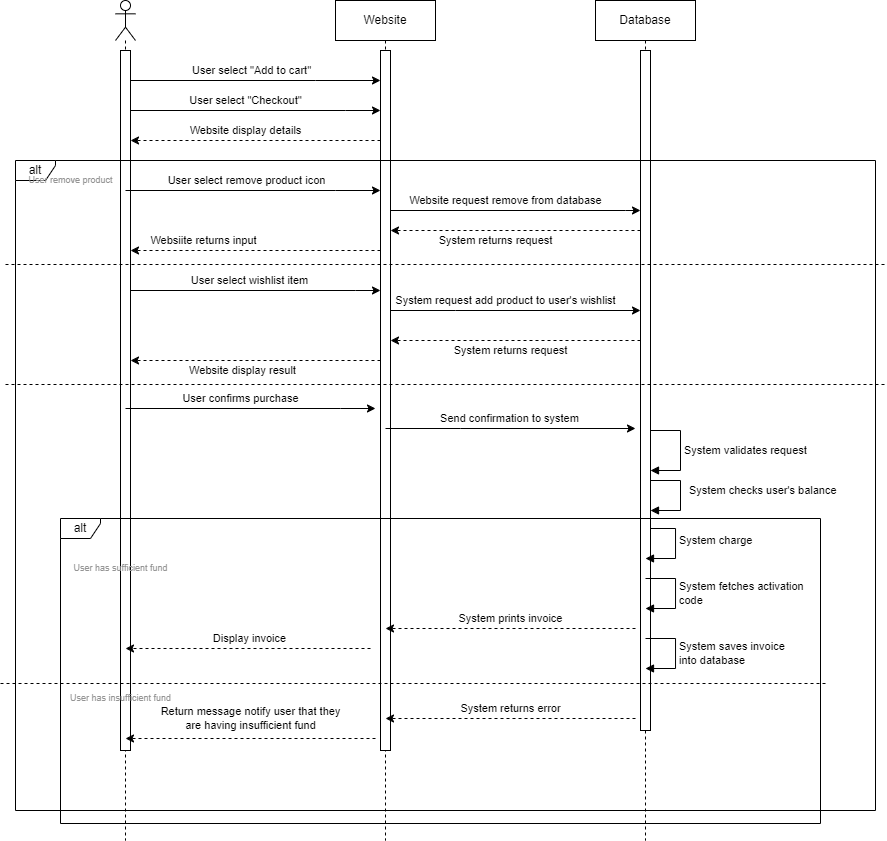 Website
Database
User select "Add to cart"
User select "Checkout"
Website display details
alt
User remove product
User select remove product icon
Website request remove from database
System returns request
Websiite returns input
User select wishlist item
System request add product to user's wishlist
System returns request
Website display result
User confirms purchase
Send confirmation to system
System validates request
System checks user's balance
alt
System charge
User has sufficient fund
System fetches activation
code
System prints invoice
Display invoice
System saves invoice
into database
User has insufficient fund
Return message notify user that they
are having insufficient fund
System returns error